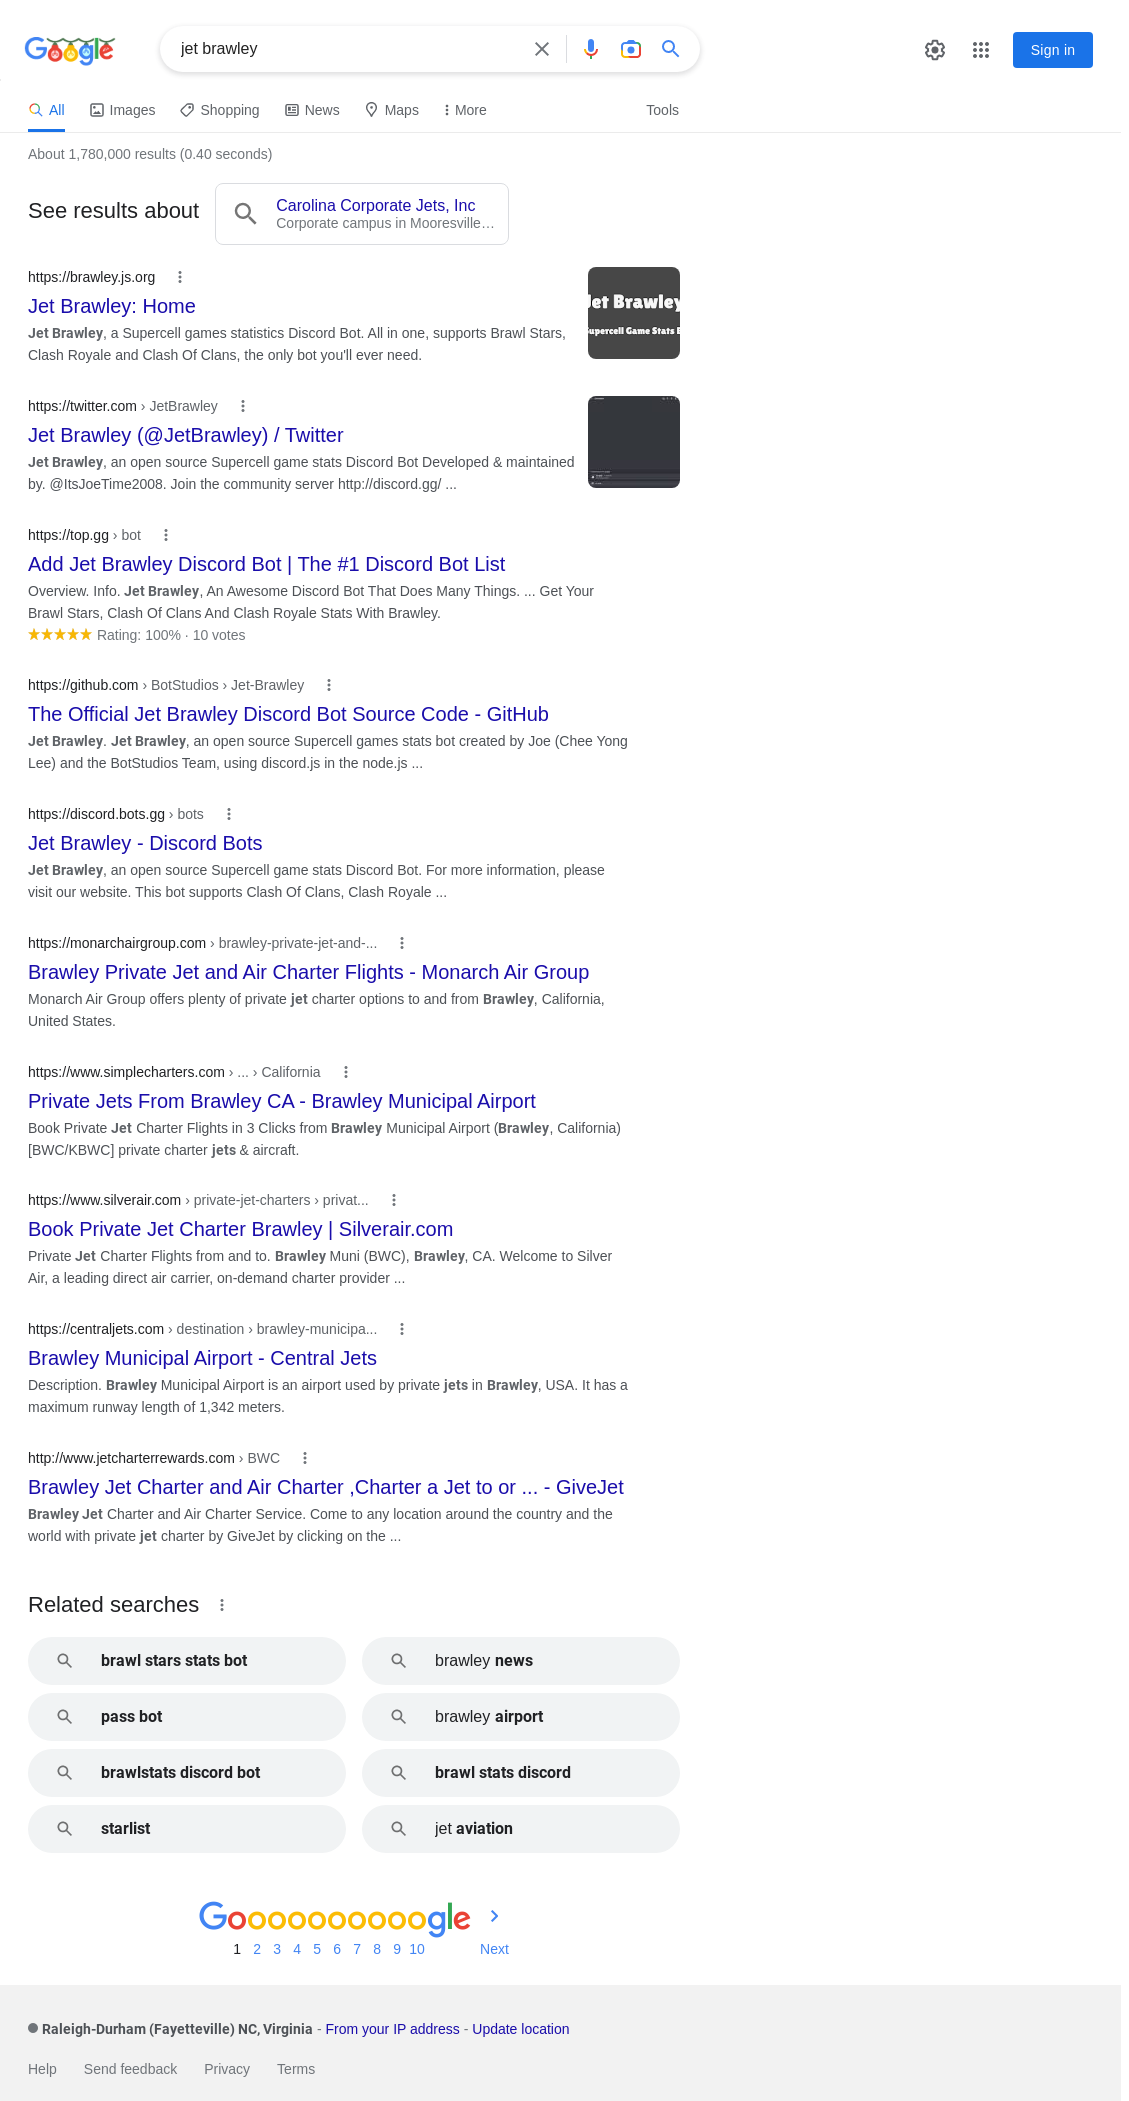 Google
jet brawley
Sign in
All Images Shopping News Maps More Tools
About 1,780,000 results (0.40 seconds)
See results about
Carolina Corporate Jets, Inc
Corporate campus in Mooresville…
https://brawley.js.org
Jet Brawley: Home
Jet Brawley, a Supercell games statistics Discord Bot. All in one, supports Brawl Stars,
Clash Royale and Clash Of Clans, the only bot you'll ever need.
Jet Brawley
Supercell Game Stats B
https://twitter.com › JetBrawley
Jet Brawley (@JetBrawley) / Twitter
Jet Brawley, an open source Supercell game stats Discord Bot Developed & maintained
by. @ItsJoeTime2008. Join the community server http://discord.gg/ ...
https://top.gg › bot
Add Jet Brawley Discord Bot | The #1 Discord Bot List
Overview. Info. Jet Brawley, An Awesome Discord Bot That Does Many Things. ... Get Your
Brawl Stars, Clash Of Clans And Clash Royale Stats With Brawley.
★★★★★ Rating: 100% · 10 votes
https://github.com › BotStudios › Jet-Brawley
The Official Jet Brawley Discord Bot Source Code - GitHub
Jet Brawley. Jet Brawley, an open source Supercell games stats bot created by Joe (Chee Yong
Lee) and the BotStudios Team, using discord.js in the node.js ...
https://discord.bots.gg › bots
Jet Brawley - Discord Bots
Jet Brawley, an open source Supercell game stats Discord Bot. For more information, please
visit our website. This bot supports Clash Of Clans, Clash Royale ...
https://monarchairgroup.com › brawley-private-jet-and-...
Brawley Private Jet and Air Charter Flights - Monarch Air Group
Monarch Air Group offers plenty of private jet charter options to and from Brawley, California,
United States.
https://www.simplecharters.com › ... › California
Private Jets From Brawley CA - Brawley Municipal Airport
Book Private Jet Charter Flights in 3 Clicks from Brawley Municipal Airport (Brawley, California)
[BWC/KBWC] private charter jets & aircraft.
https://www.silverair.com › private-jet-charters › privat...
Book Private Jet Charter Brawley | Silverair.com
Private Jet Charter Flights from and to. Brawley Muni (BWC), Brawley, CA. Welcome to Silver
Air, a leading direct air carrier, on-demand charter provider ...
https://centraljets.com › destination › brawley-municipa...
Brawley Municipal Airport - Central Jets
Description. Brawley Municipal Airport is an airport used by private jets in Brawley, USA. It has a
maximum runway length of 1,342 meters.
http://www.jetcharterrewards.com › BWC
Brawley Jet Charter and Air Charter ,Charter a Jet to or ... - GiveJet
Brawley Jet Charter and Air Charter Service. Come to any location around the country and the
world with private jet charter by GiveJet by clicking on the ...
Related searches
brawl stars stats bot
brawley news
pass bot
brawley airport
brawlstats discord bot
brawl stats discord
starlist
jet aviation
Goooooooooogle
1 2 3 4 5 6 7 8 9 10 Next
Raleigh-Durham (Fayetteville) NC, Virginia - From your IP address - Update location
Help Send feedback Privacy Terms